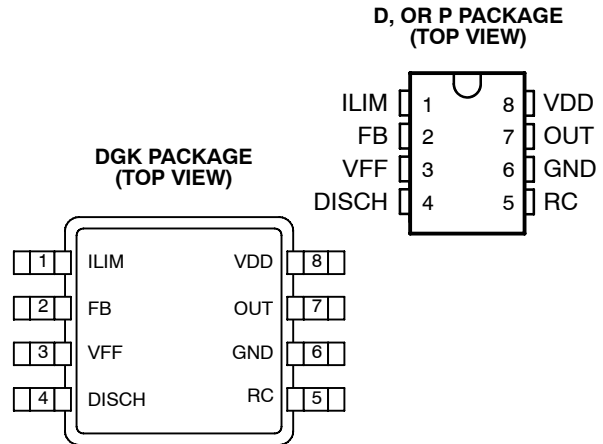 D, OR P PACKAGE
(TOP VIEW)
ILIM 1 8 VDD
FB 2 7 OUT
VFF 3 6 GND
DISCH 4 5 RC
DGK PACKAGE
(TOP VIEW)
1 ILIM VDD 8
2 FB OUT 7
3 VFF GND 6
4 DISCH RC 5